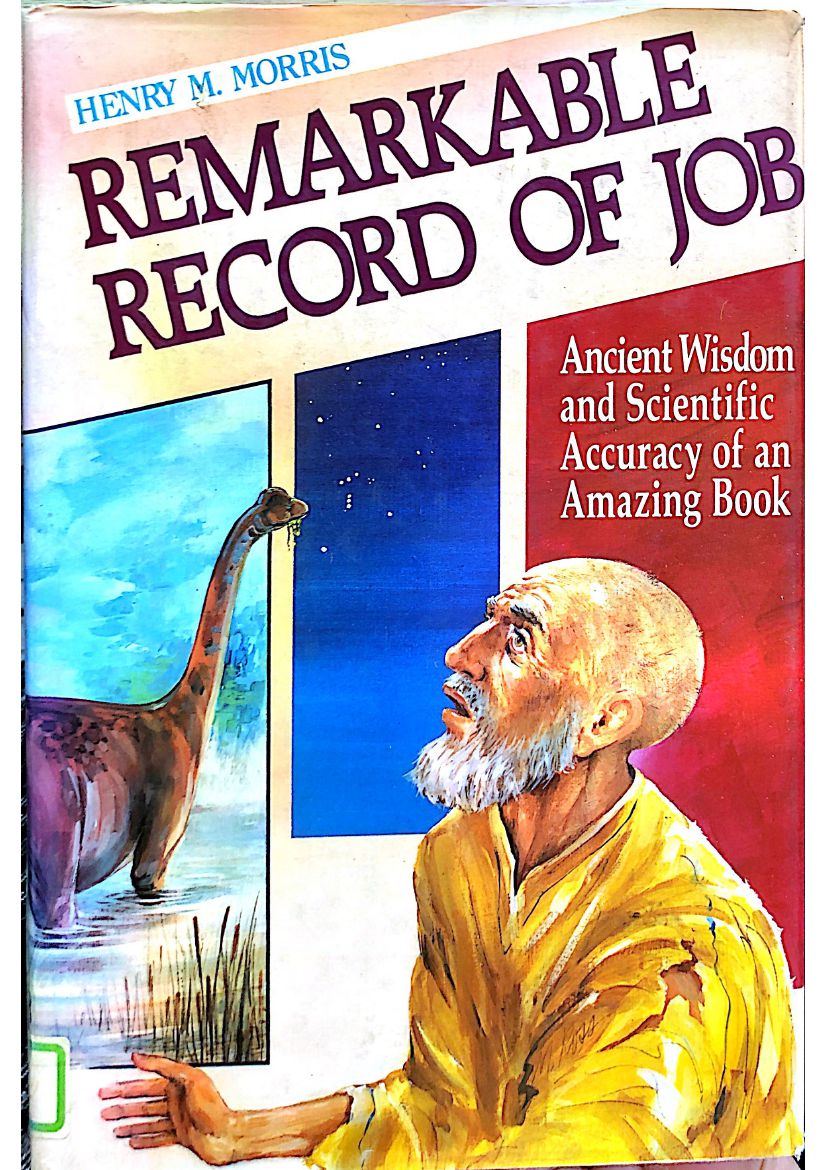 HENRY M. MORRIS
REMARKABLE
RECORD OF JOB
Ancient Wisdom
and Scientific
Accuracy of an
Amazing Book